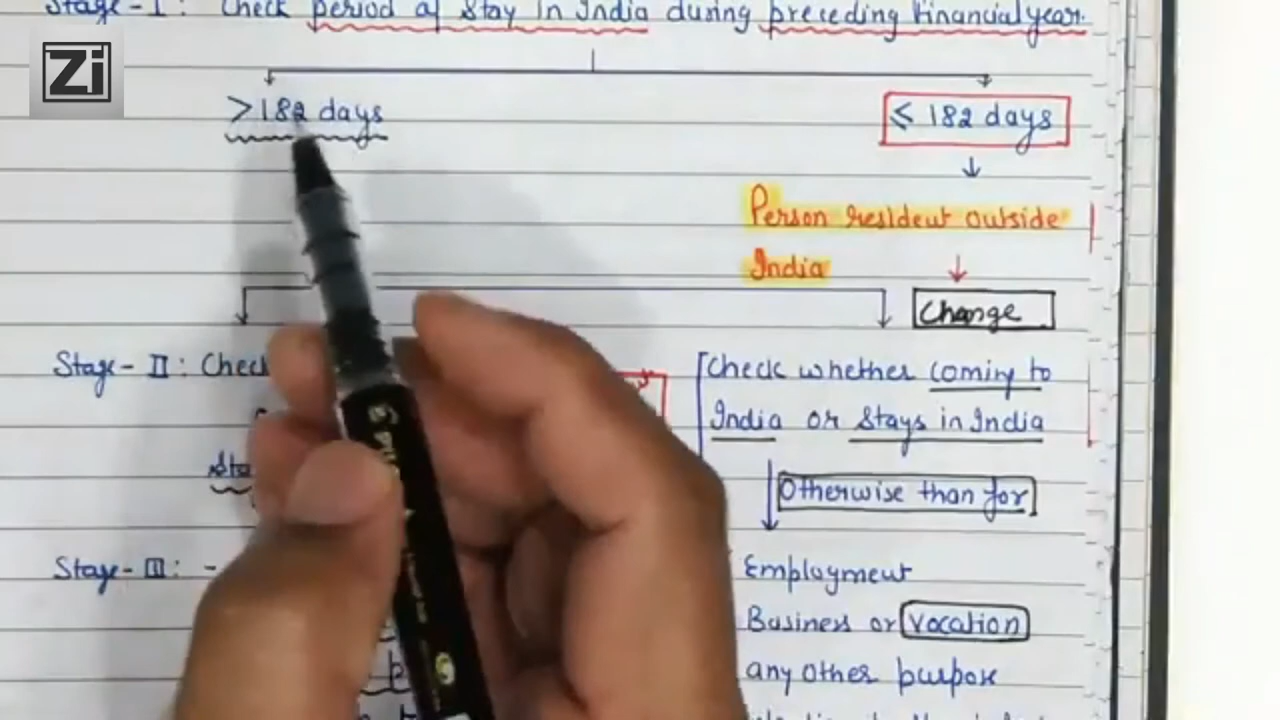 Stage-I: Check period of Stay in India during preceding financial year.
Zi
>182 days
≤ 182 days
Person resident outside
India
Change
Stage-II: Check
Check whether coming to
India or Stays in India
Otherwise than for
Stage-III: -
Employment
Business or vocation
any other purpose